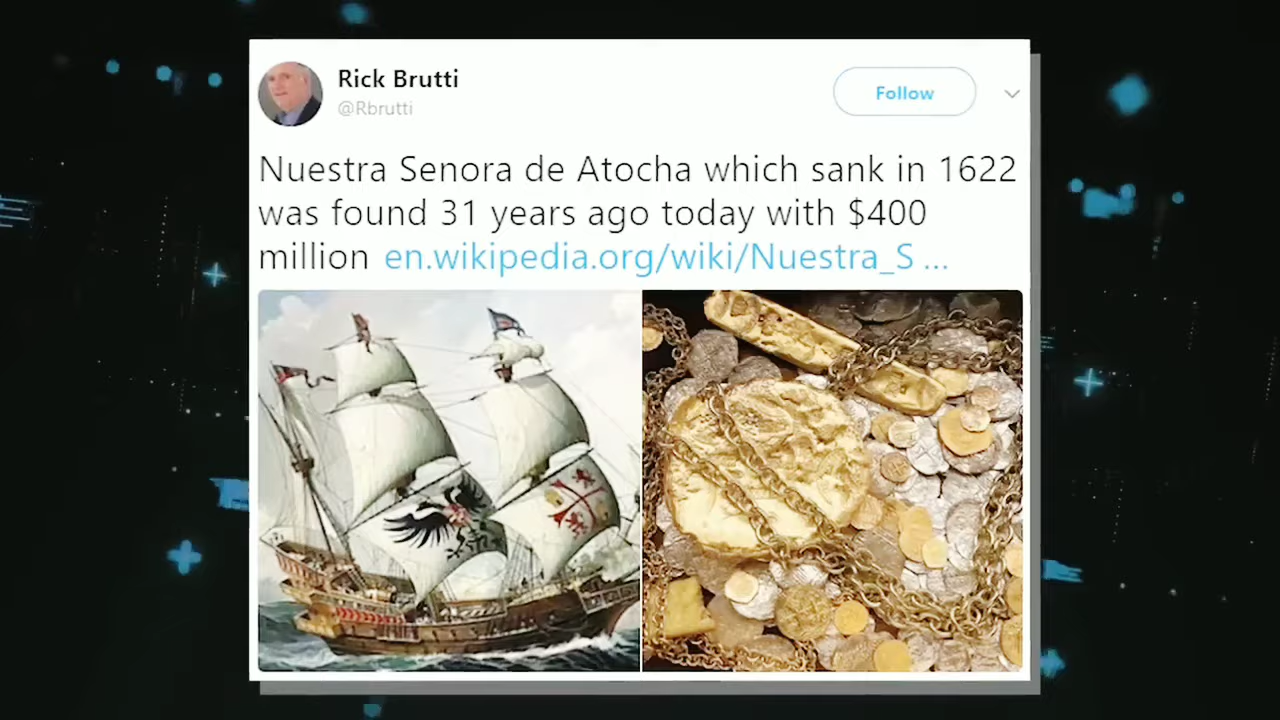 Rick Brutti
@Rbrutti
Follow
Nuestra Senora de Atocha which sank in 1622
was found 31 years ago today with $400
million en.wikipedia.org/wiki/Nuestra_S ...